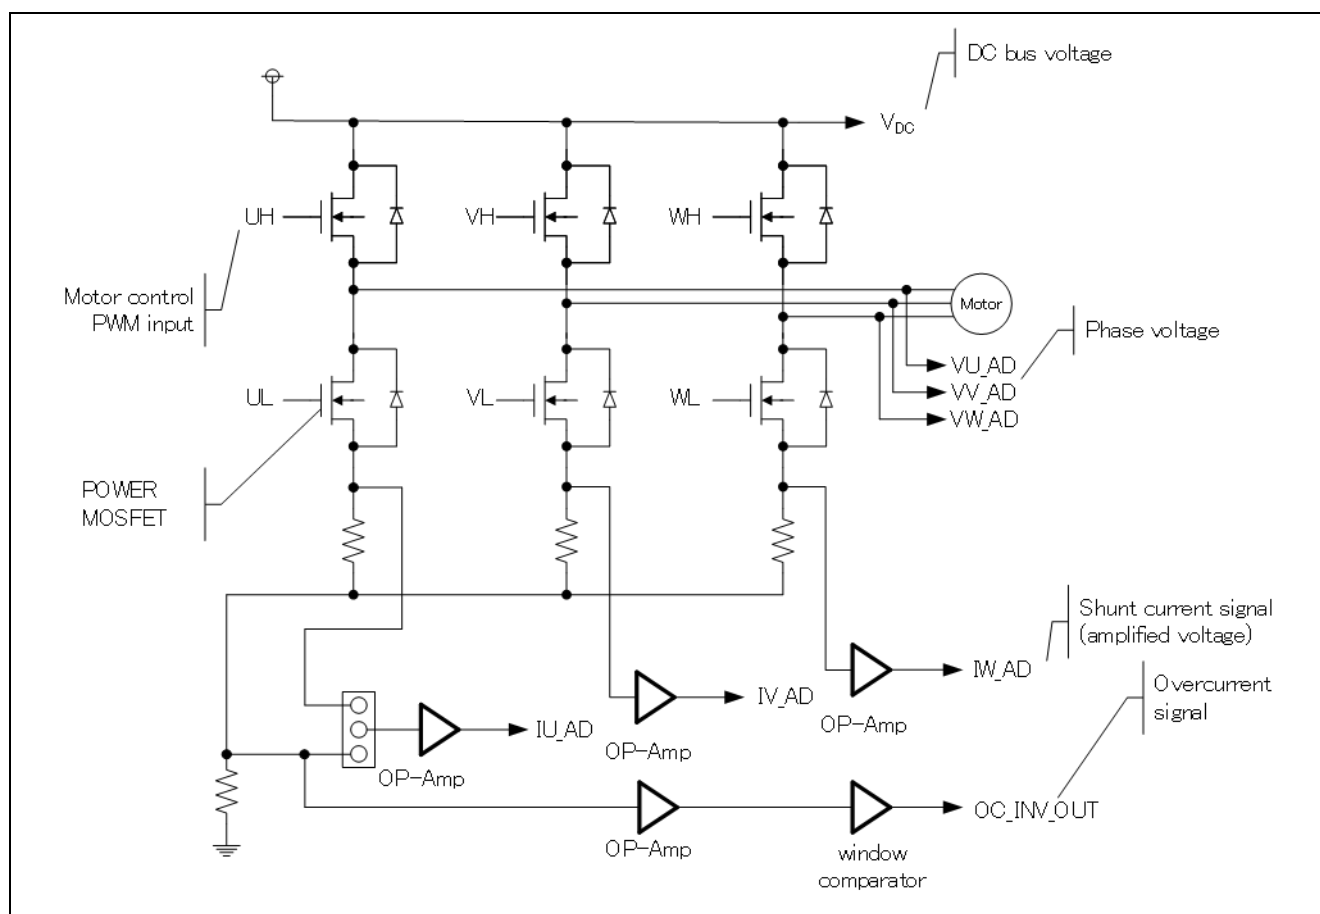 DC bus voltage
VDC
UH
VH
WH
Motor control
PWM input
Motor
Phase voltage
VU_AD
VV_AD
VW_AD
UL
VL
WL
POWER
MOSFET
Shunt current signal
(amplified voltage)
IW_AD
OP-Amp
Overcurrent
signal
IV_AD
OP-Amp
IU_AD
OP-Amp
OC_INV_OUT
OP-Amp
window
comparator